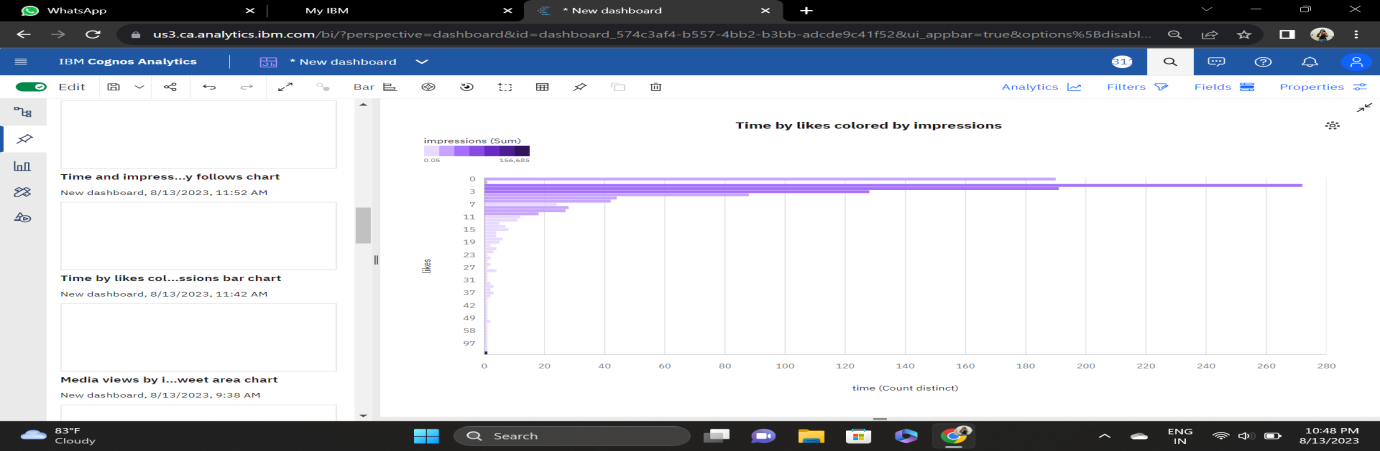 WhatsApp
My IBM
* New dashboard
us3.ca.analytics.ibm.com/bi/?perspective=dashboard&id=dashboard_574c3af4-b557-4bb2-b3bb-adcde9c41f52&ui_appbar=true&options%5Bdisabl...
IBM Cognos Analytics
* New dashboard
Edit
Bar
Analytics
Filters
Fields
Properties
Time and impress...y follows chart
New dashboard, 8/13/2023, 11:52 AM
Time by likes col...ssions bar chart
New dashboard, 8/13/2023, 11:42 AM
Media views by i...weet area chart
New dashboard, 8/13/2023, 9:38 AM
Time by likes colored by impressions
impressions (Sum)
0.05 156,685
likes
0
3
7
11
15
19
23
27
31
37
42
49
58
97
0 20 40 60 80 100 120 140 160 180 200 220 240 260 280
time (Count distinct)
83°F
Cloudy
Search
ENG
IN
10:48 PM
8/13/2023